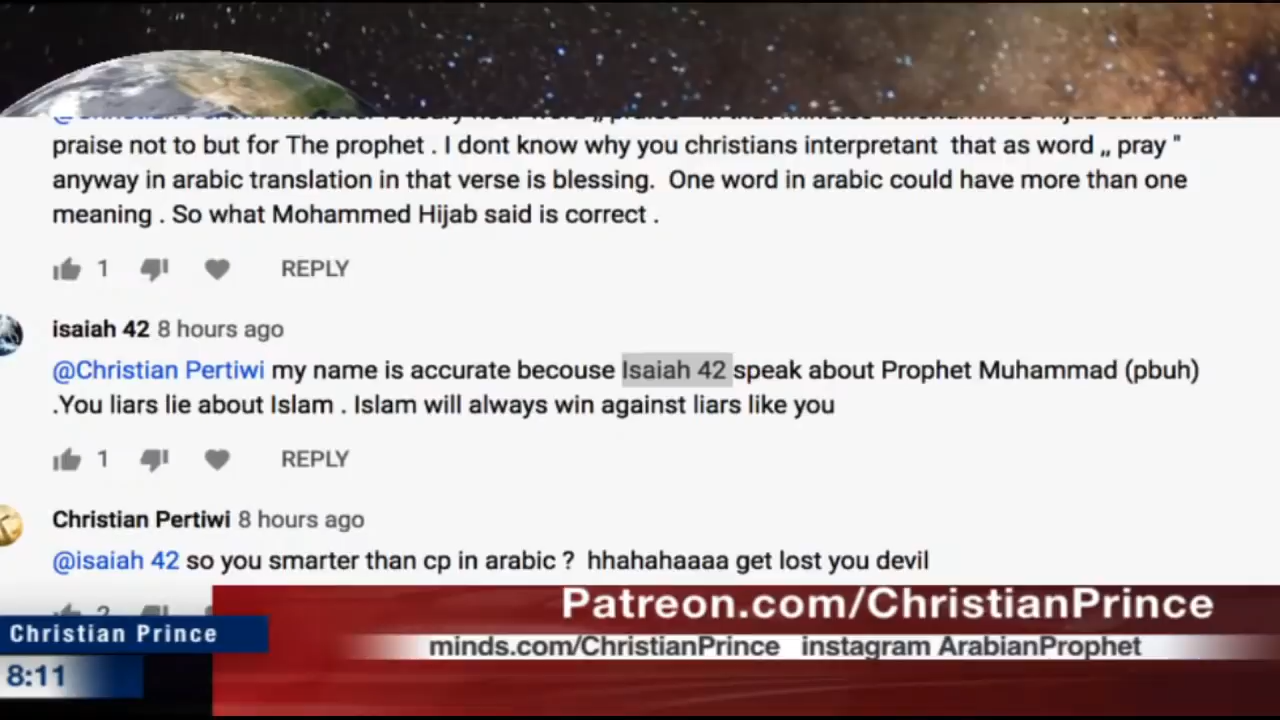 praise not to but for The prophet . I dont know why you christians interpretant that as word ,, pray "
anyway in arabic translation in that verse is blessing. One word in arabic could have more than one
meaning . So what Mohammed Hijab said is correct .
1 REPLY
isaiah 42 8 hours ago
@Christian Pertiwi my name is accurate becouse Isaiah 42 speak about Prophet Muhammad (pbuh)
.You liars lie about Islam . Islam will always win against liars like you
1 REPLY
Christian Pertiwi 8 hours ago
@isaiah 42 so you smarter than cp in arabic ? hhahahaaaa get lost you devil
Patreon.com/ChristianPrince
Christian Prince
minds.com/ChristianPrince instagram ArabianProphet
8:11